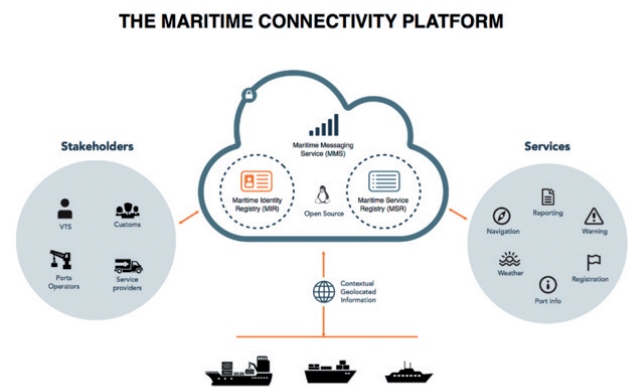 THE MARITIME CONNECTIVITY PLATFORM
Stakeholders
VTS
Customs
Ports
Operators
Service
providers
Maritime Messaging
Service (MMS)
Maritime Identity
Registry (MIR)
Open Source
Maritime Service
Registry (MSR)
Contextual
Geolocated
Information
Services
Reporting
Navigation
Warning
Weather
Registration
Port info